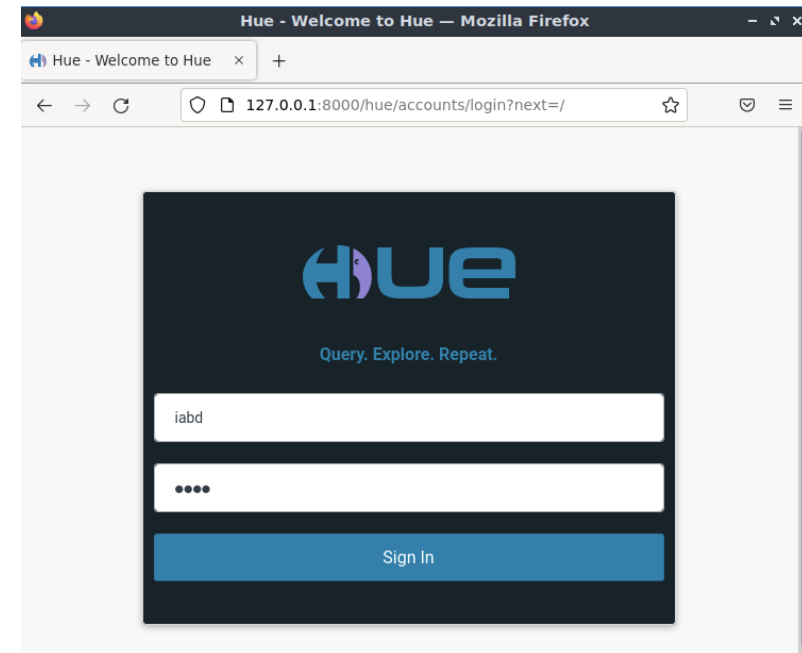 Hue - Welcome to Hue — Mozilla Firefox
Hue - Welcome to Hue
127.0.0.1:8000/hue/accounts/login?next=/
HUE
Query. Explore. Repeat.
iabd
••••
Sign In